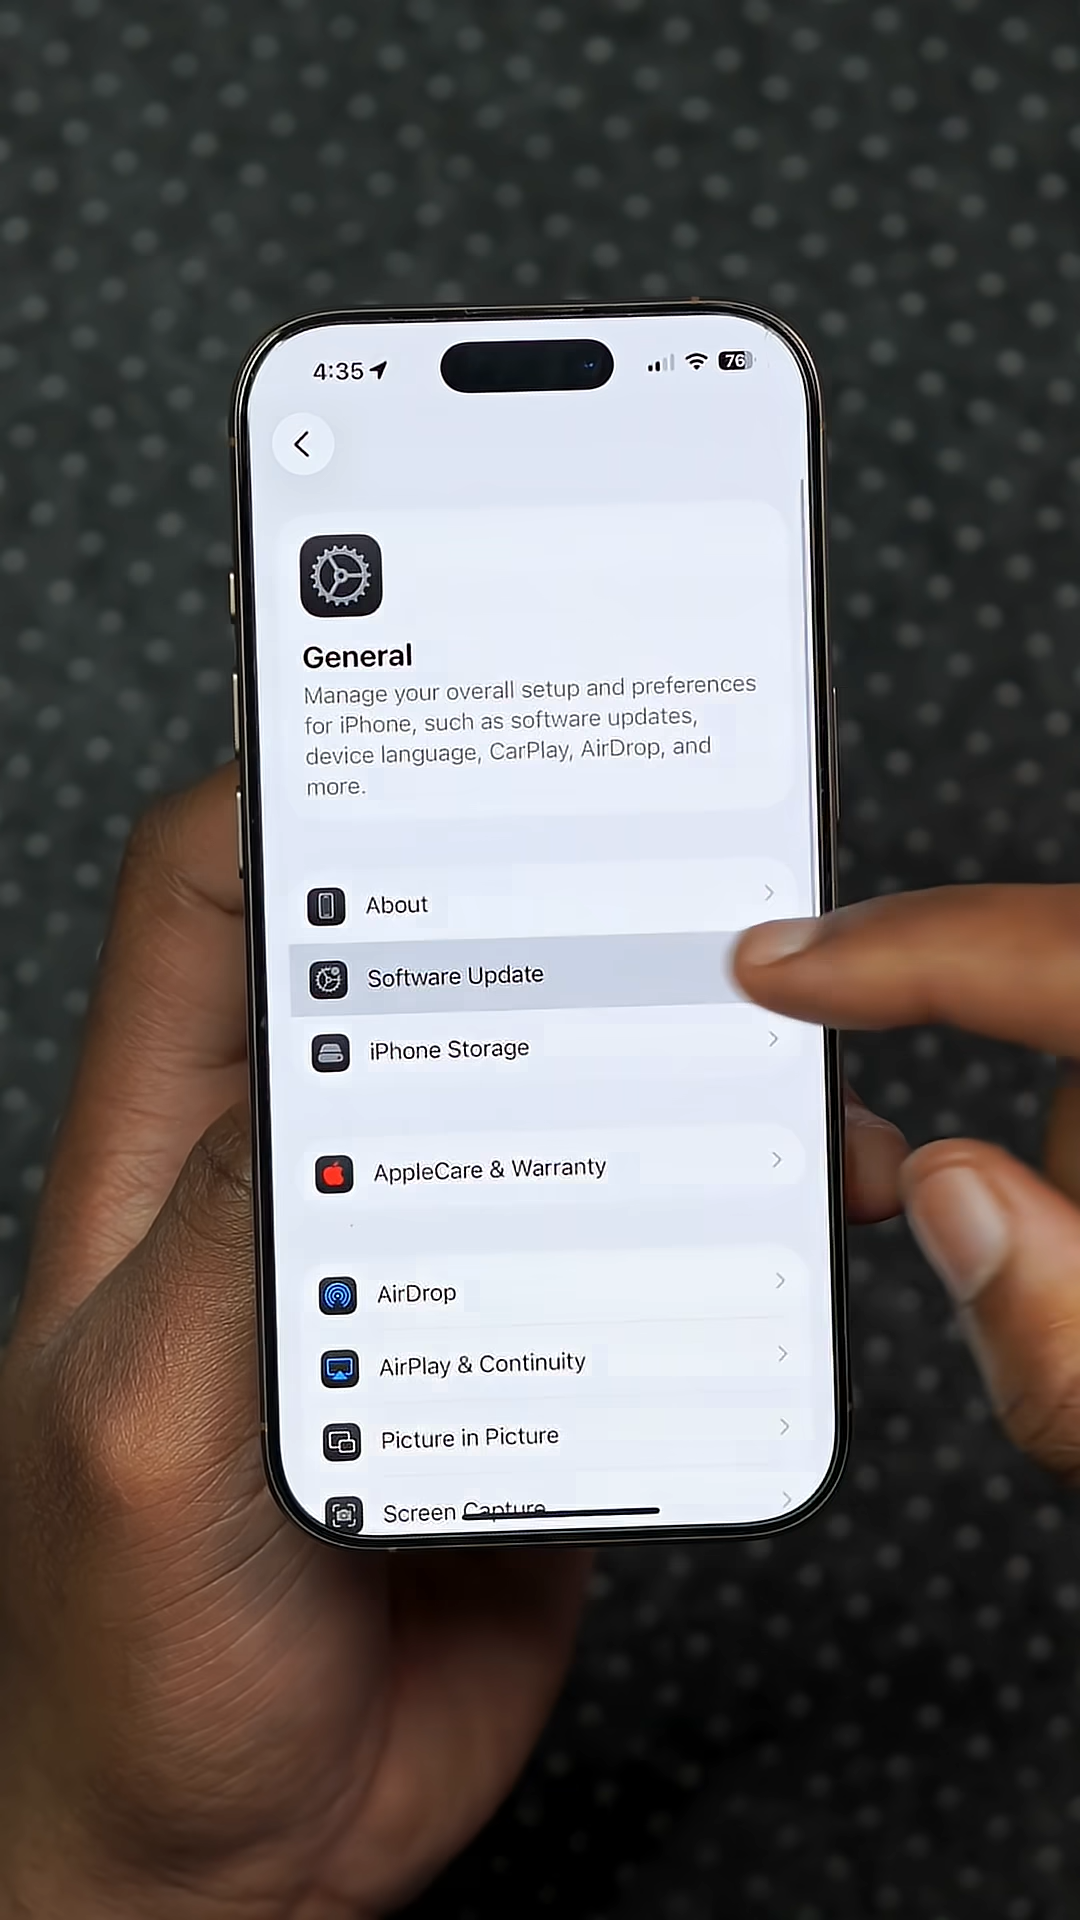 4:35
76
General
Manage your overall setup and preferences
for iPhone, such as software updates,
device language, CarPlay, AirDrop, and
more.
About
Software Update
iPhone Storage
AppleCare & Warranty
AirDrop
AirPlay & Continuity
Picture in Picture
Screen Capture